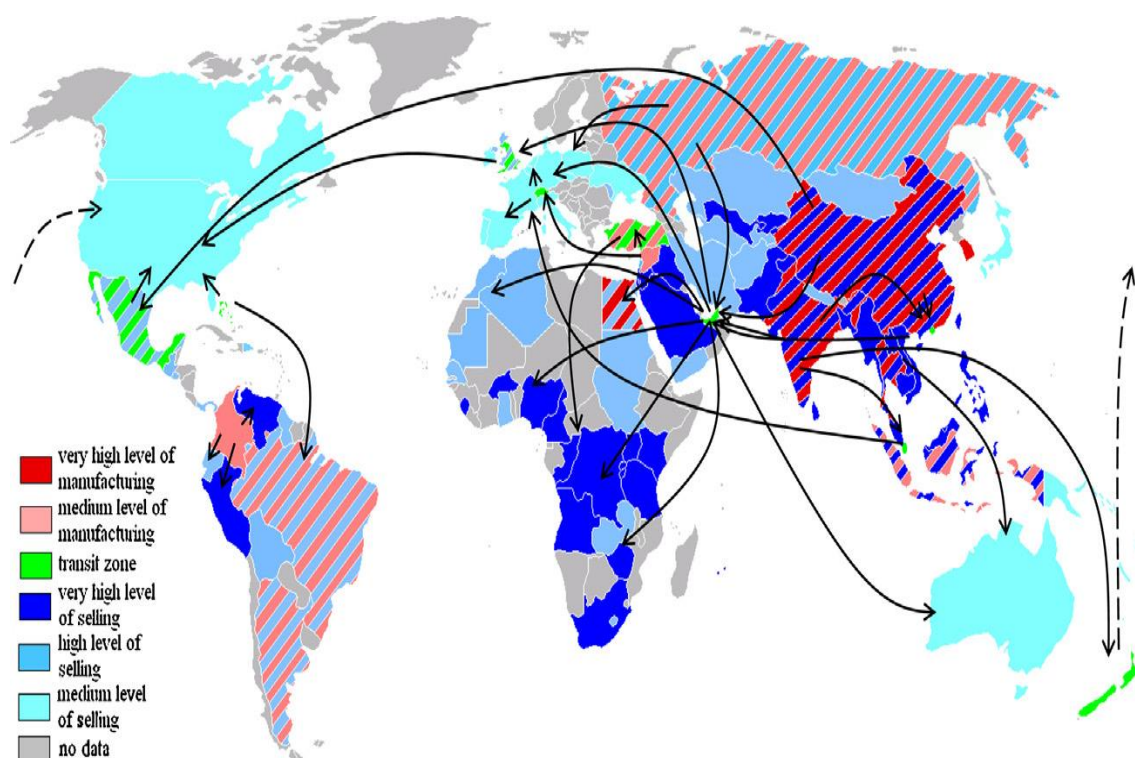 very high level of
manufacturing
medium level of
manufacturing
transit zone
very high level
of selling
high level of
selling
medium level
of selling
no data